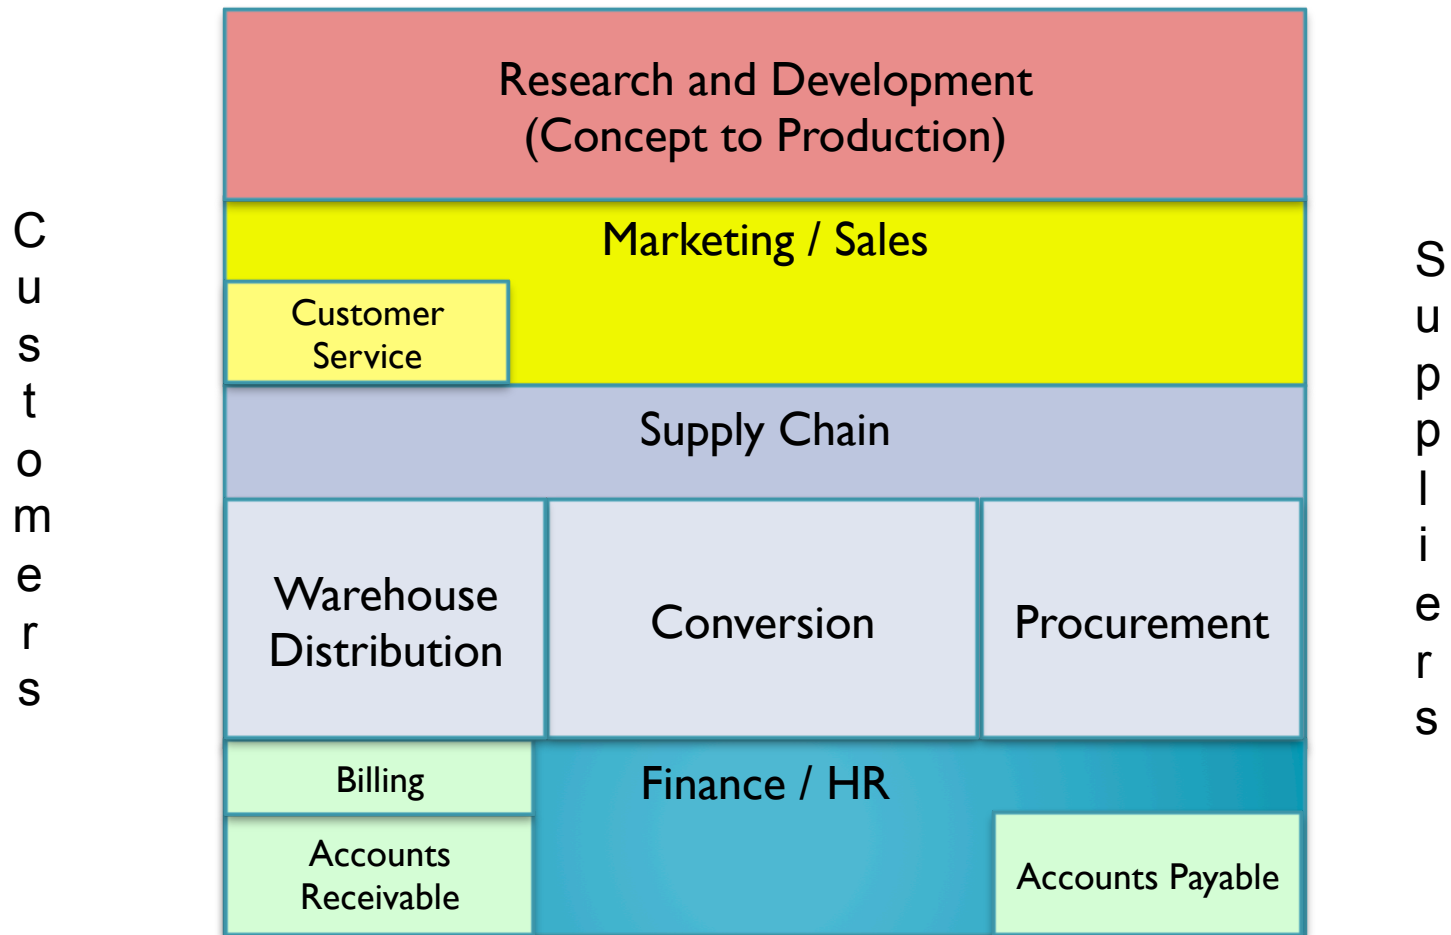 Research and Development
(Concept to Production)
Marketing / Sales
Customer
Service
Supply Chain
Warehouse
Distribution
Conversion
Procurement
Billing
Finance / HR
Accounts
Receivable
Accounts Payable
Customers
Suppliers